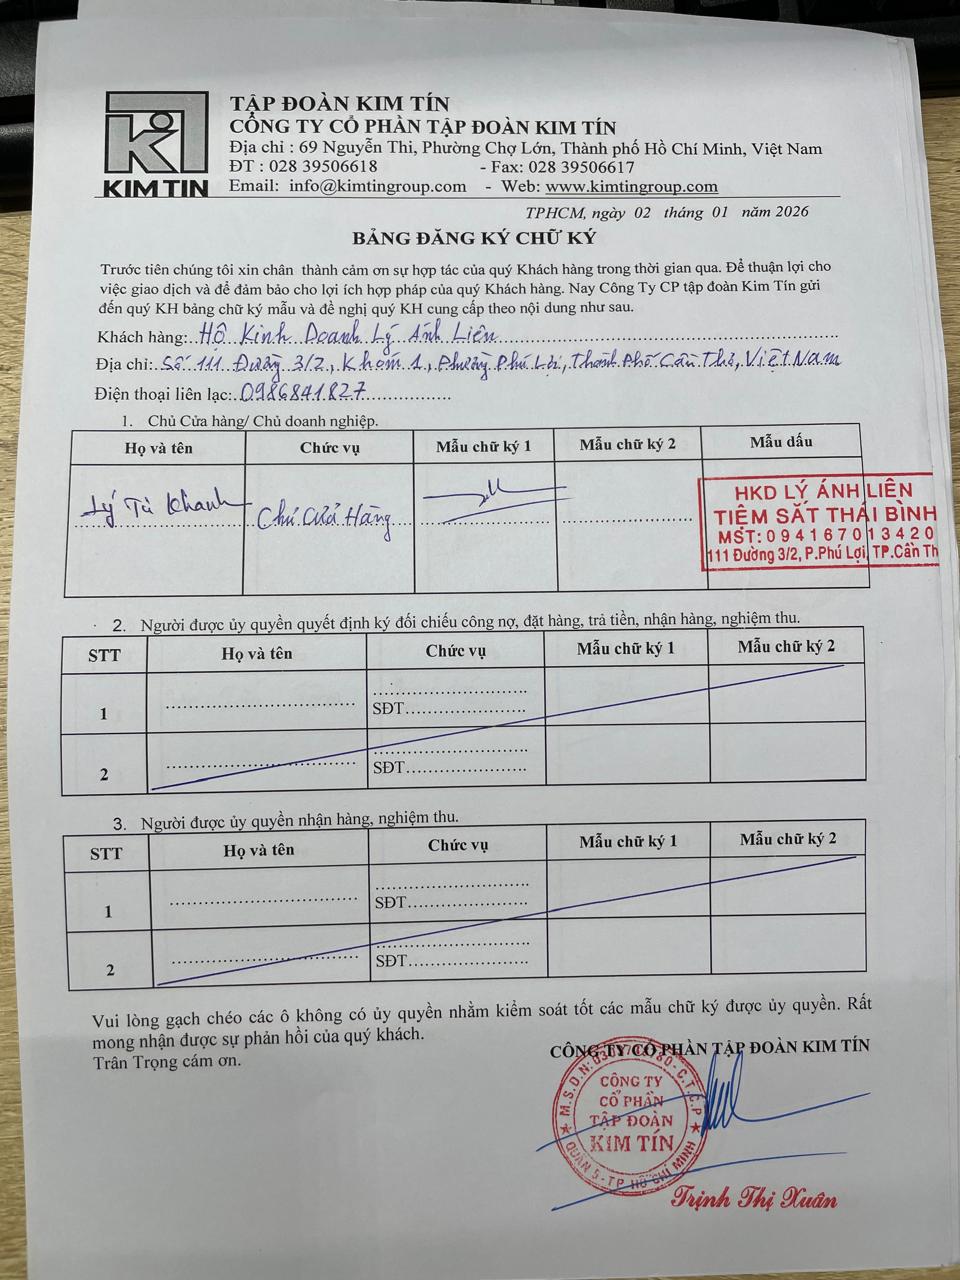 KIM TIN
TẬP ĐOÀN KIM TÍN
CÔNG TY CỔ PHẦN TẬP ĐOÀN KIM TÍN
Địa chỉ : 69 Nguyễn Thi, Phường Chợ Lớn, Thành phố Hồ Chí Minh, Việt Nam
ĐT : 028 39506618 - Fax: 028 39506617
Email: info@kimtingroup.com - Web: www.kimtingroup.com
TPHCM, ngày 02 tháng 01 năm 2026
BẢNG ĐĂNG KÝ CHỮ KÝ
Trước tiên chúng tôi xin chân thành cảm ơn sự hợp tác của quý Khách hàng trong thời gian qua. Để thuận lợi cho
việc giao dịch và để đảm bảo cho lợi ích hợp pháp của quý Khách hàng. Nay Công Ty CP tập đoàn Kim Tín gửi
đến quý KH bảng chữ ký mẫu và đề nghị quý KH cung cấp theo nội dung như sau.
Khách hàng: Hộ Kinh Doanh Lý Ánh Liên
Địa chỉ: Số 111 Đường 3/2, Khóm 1, Phường Phú Lợi, Thành Phố Cần Thơ, Việt Nam
Điện thoại liên lạc: 0986841827
1. Chủ Cửa hàng/ Chủ doanh nghiệp.
Họ và tên Chức vụ Mẫu chữ ký 1 Mẫu chữ ký 2 Mẫu dấu
Lý Tú Khanh Chủ Cửa Hàng
HKD LÝ ÁNH LIÊN
TIỆM SẮT THÁI BÌNH
MST: 094167013420
111 Đường 3/2, P.Phú Lợi, TP.Cần Th
2. Người được ủy quyền quyết định ký đối chiếu công nợ, đặt hàng, trả tiền, nhận hàng, nghiệm thu.
STT Họ và tên Chức vụ Mẫu chữ ký 1 Mẫu chữ ký 2
1 SĐT
2 SĐT
3. Người được ủy quyền nhận hàng, nghiệm thu.
STT Họ và tên Chức vụ Mẫu chữ ký 1 Mẫu chữ ký 2
1 SĐT
2 SĐT
Vui lòng gạch chéo các ô không có ủy quyền nhằm kiểm soát tốt các mẫu chữ ký được ủy quyền. Rất
mong nhận được sự phản hồi của quý khách.
Trân Trọng cám ơn.
CÔNG TY CỔ PHẦN TẬP ĐOÀN KIM TÍN
CÔNG TY
CỔ PHẦN
TẬP ĐOÀN
KIM TÍN
QUẬN 5 - TP HỒ CHÍ MINH
Trịnh Thị Xuân